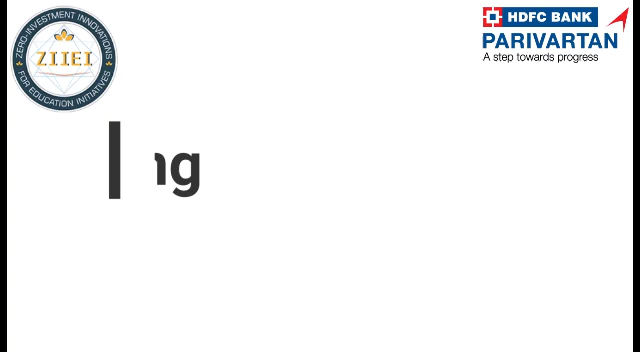 ZERO-INVESTMENT INNOVATIONS
ZIIEI
FOR EDUCATION INITIATIVES
HDFC BANK
PARIVARTAN
A step towards progress
ng